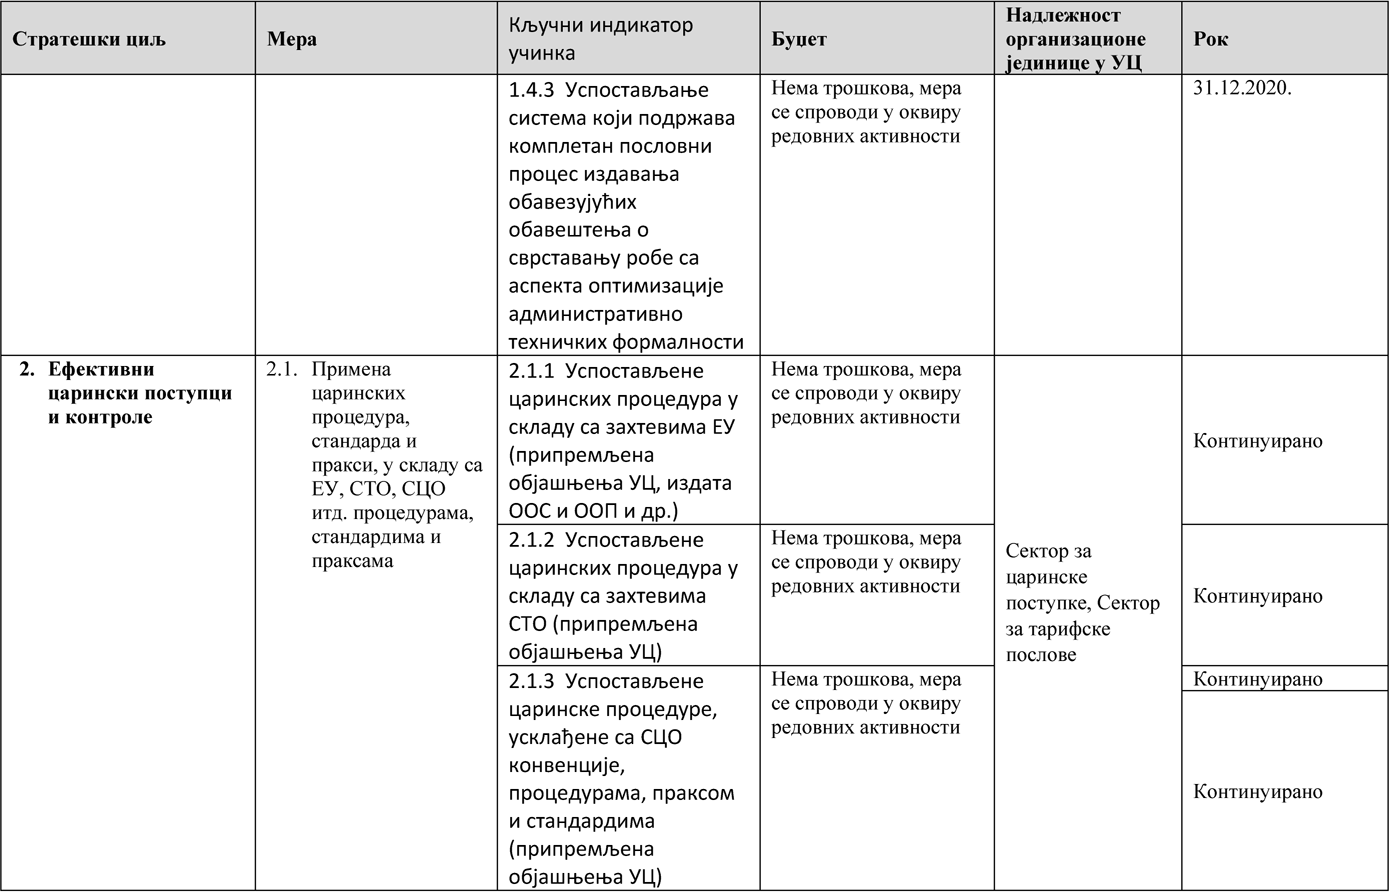 Стратешки циљ
Мера
Кључни индикатор
учинка
Буџет
Надлежност
организационе
јединице у УЦ
Рок
1.4.3 Успостављање
система који подржава
комплетан пословни
процес издавања
обавезујућих
обавештења о
сврставању робе са
аспекта оптимизације
административно
техничких формалности
Нема трошкова, мера
се спроводи у оквиру
редовних активности
31.12.2020.
2. Ефективни
царински поступци
и контроле
2.1. Примена
царинских
процедура,
стандарда и
пракси, у складу са
ЕУ, СТО, СЦО
итд. процедурама,
стандардима и
праксама
2.1.1 Успостављене
царинских процедура у
складу са захтевима ЕУ
(припремљена
објашњења УЦ, издата
ООС и ООП и др.)
Нема трошкова, мера
се спроводи у оквиру
редовних активности
Сектор за
царинске
поступке, Сектор
за тарифске
послове
Континуирано
2.1.2 Успостављене
царинских процедура у
складу са захтевима
СТО (припремљена
објашњења УЦ)
Нема трошкова, мера
се спроводи у оквиру
редовних активности
Континуирано
2.1.3 Успостављене
царинске процедуре,
усклађене са СЦО
конвенције,
процедурама, праксом
и стандардима
(припремљена
објашњења УЦ)
Нема трошкова, мера
се спроводи у оквиру
редовних активности
Континуирано
Континуирано